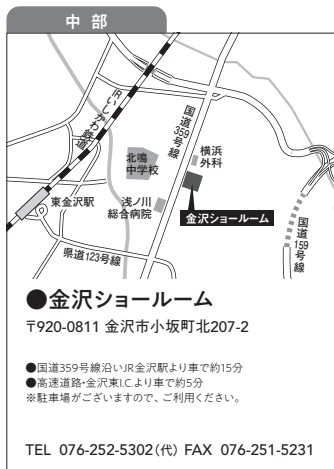 中部
IRいしかわ鉄道
国道359号線
横浜
外科
北鳴
中学校
浅ノ川
総合病院
東金沢駅
金沢ショールーム
国道159号線
県道123号線
●金沢ショールーム
〒920-0811 金沢市小坂町北207-2
●国道359号線沿いJR金沢駅より車で約15分
●高速道路・金沢東I.C.より車で約5分
※駐車場がございますので、ご利用ください。
TEL 076-252-5302(代) FAX 076-251-5231